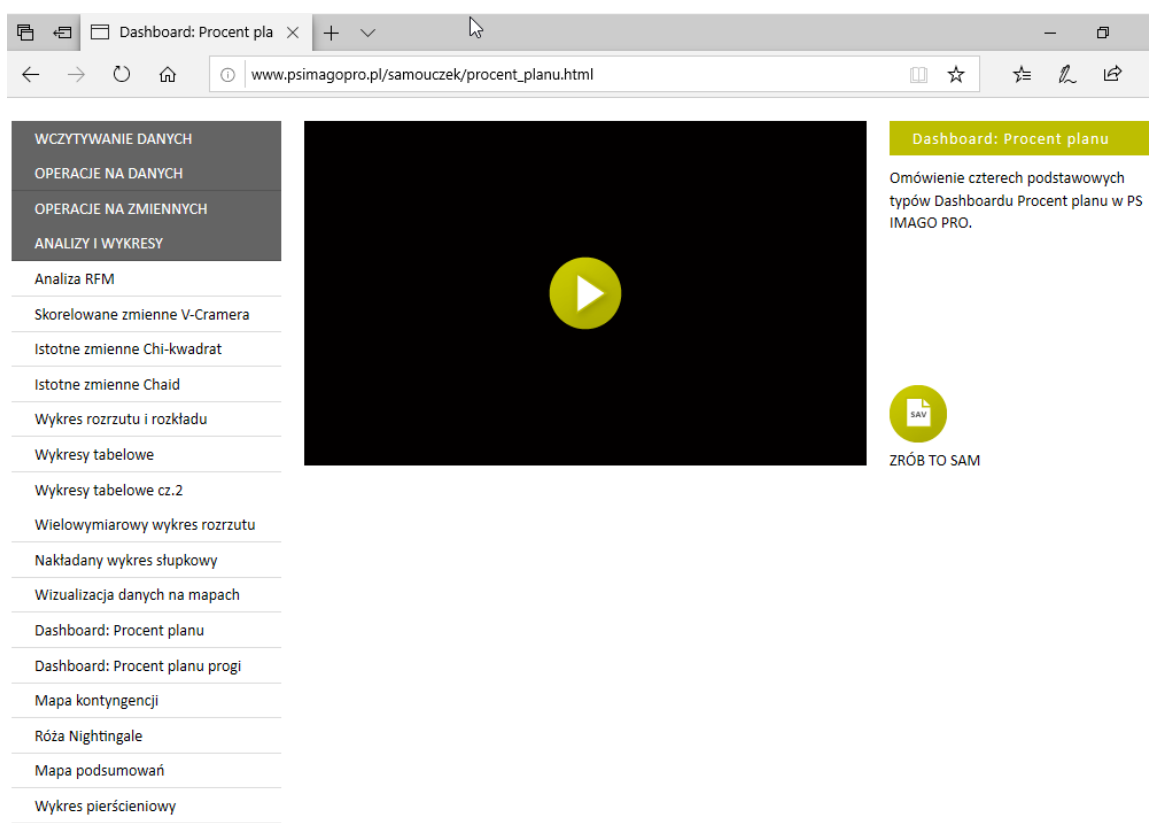 Dashboard: Procent pla
www.psimagopro.pl/samouczek/procent_planu.html
WCZYTYWANIE DANYCH
OPERACJE NA DANYCH
OPERACJE NA ZMIENNYCH
ANALIZY I WYKRESY
Analiza RFM
Skorelowane zmienne V-Cramera
Istotne zmienne Chi-kwadrat
Istotne zmienne Chaid
Wykres rozrzutu i rozkładu
Wykresy tabelowe
Wykresy tabelowe cz.2
Wielowymiarowy wykres rozrzutu
Nakładany wykres słupkowy
Wizualizacja danych na mapach
Dashboard: Procent planu
Dashboard: Procent planu progi
Mapa kontyngencji
Róża Nightingale
Mapa podsumowań
Wykres pierścieniowy
Dashboard: Procent planu
Omówienie czterech podstawowych
typów Dashboardu Procent planu w PS
IMAGO PRO.
SAV
ZRÓB TO SAM